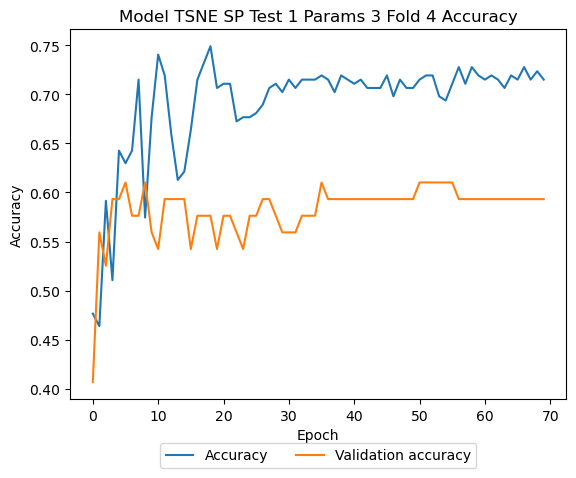 Model TSNE SP Test 1 Params 3 Fold 4 Accuracy
Accuracy
0.75
0.70
0.65
0.60
0.55
0.50
0.45
0.40
0 10 20 30 40 50 60 70
Epoch
Accuracy Validation accuracy